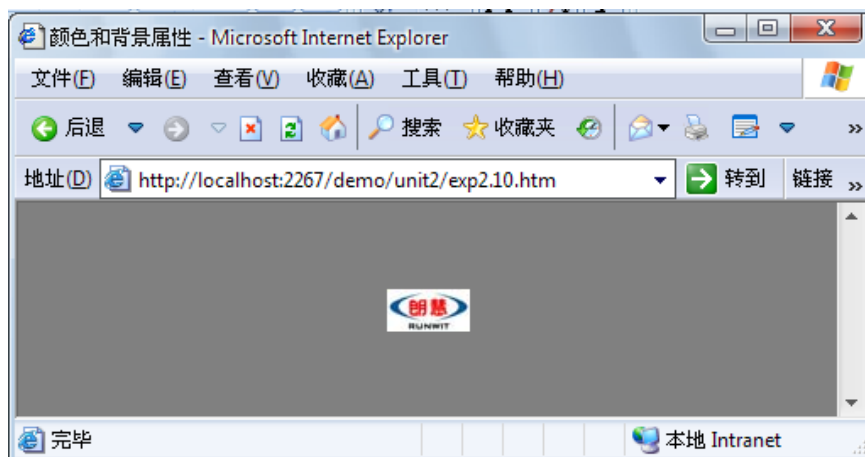 颜色和背景属性 - Microsoft Internet Explorer
文件(F) 编辑(E) 查看(V) 收藏(A) 工具(T) 帮助(H)
后退 搜索 收藏夹 »
地址(D) http://localhost:2267/demo/unit2/exp2.10.htm 转到 链接 »
朗慧
RUNWIT
完毕 本地 Intranet